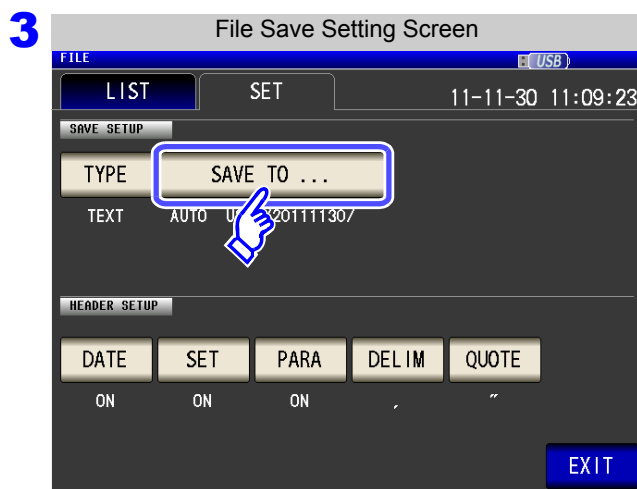 3
File Save Setting Screen
FILE
USB
LIST SET 11-11-30 11:09:23
SAVE SETUP
TYPE SAVE TO ...
TEXT AUTO 20111130/
HEADER SETUP
DATE SET PARA DELIM QUOTE
ON ON ON , "
EXIT